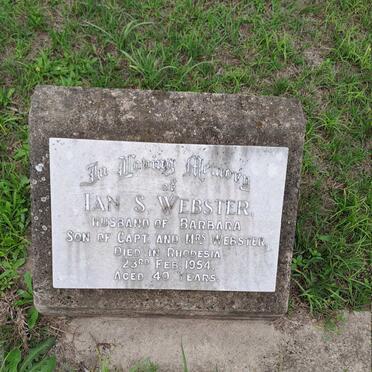 In Loving Memory
of
IAN S. WEBSTER,
HUSBAND OF BARBARA
SON OF CAPT. AND MRS WEBSTER,
DIED IN RHODESIA
23RD FEB. 1954.
AGED 49 YEARS.